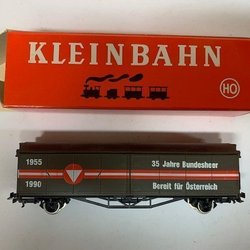 KLEINBAHN
HO
1955
35 Jahre Bundesheer
1990
Bereit für Österreich